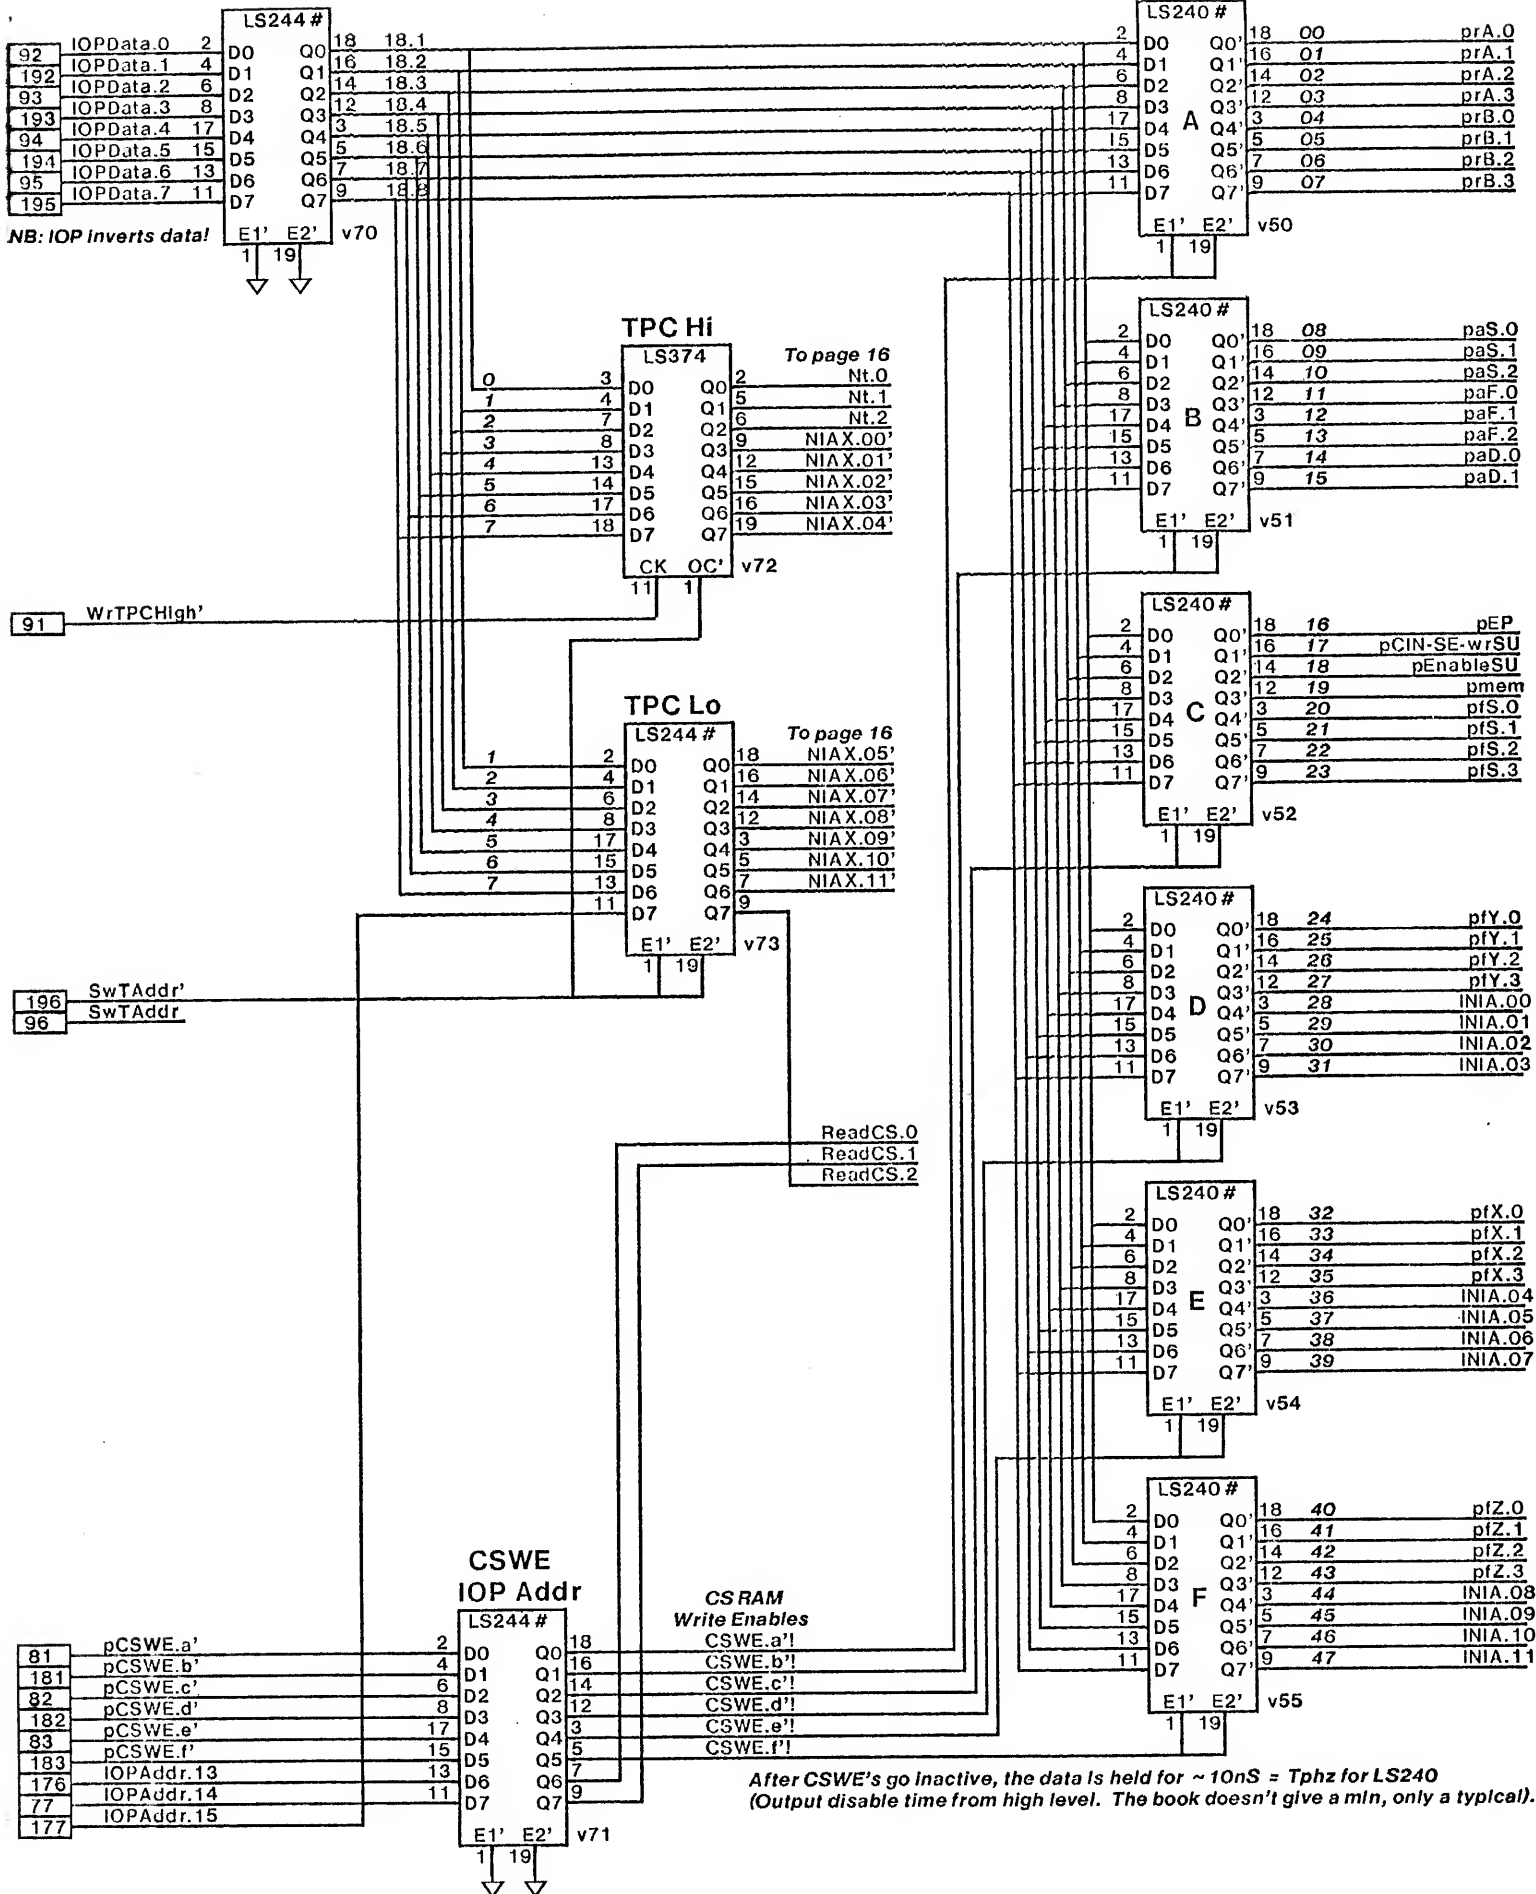 LS244 #
92 IOPData.0 2 D0 Q0 18 18.1
192 IOPData.1 4 D1 Q1 16 18.2
93 IOPData.2 6 D2 Q2 14 18.3
193 IOPData.3 8 D3 Q3 12 18.4
94 IOPData.4 17 D4 Q4 3 18.5
194 IOPData.5 15 D5 Q5 5 18.6
95 IOPData.6 13 D6 Q6 7 18.7
195 IOPData.7 11 D7 Q7 9 18.8
NB: IOP inverts data!
E1' E2' v70
1 19
LS240 #
2 D0 Q0' 18 00 prA.0
4 D1 Q1' 16 01 prA.1
6 D2 Q2' 14 02 prA.2
8 D3 Q3' 12 03 prA.3
17 D4 A Q4' 3 04 prB.0
15 D5 Q5' 5 05 prB.1
13 D6 Q6' 7 06 prB.2
11 D7 Q7' 9 07 prB.3
E1' E2' v50
1 19
LS240 #
2 D0 Q0' 18 08 paS.0
4 D1 Q1' 16 09 paS.1
6 D2 Q2' 14 10 paS.2
8 D3 Q3' 12 11 paF.0
17 D4 B Q4' 3 12 paF.1
15 D5 Q5' 5 13 paF.2
13 D6 Q6' 7 14 paD.0
11 D7 Q7' 9 15 paD.1
E1' E2' v51
1 19
TPC Hi
LS374
To page 16
0 3 D0 Q0 2 Nt.0
1 4 D1 Q1 5 Nt.1
2 7 D2 Q2 6 Nt.2
3 8 D3 Q3 9 NIAX.00'
4 13 D4 Q4 12 NIAX.01'
5 14 D5 Q5 15 NIAX.02'
6 17 D6 Q6 16 NIAX.03'
7 18 D7 Q7 19 NIAX.04'
CK OC' v72
11 1
91 WrTPCHigh'
LS240 #
2 D0 Q0' 18 16 pEP
4 D1 Q1' 16 17 pCIN-SE-wrSU
6 D2 Q2' 14 18 pEnableSU
8 D3 Q3' 12 19 pmem
17 D4 C Q4' 3 20 pfS.0
15 D5 Q5' 5 21 pfS.1
13 D6 Q6' 7 22 pfS.2
11 D7 Q7' 9 23 pfS.3
E1' E2' v52
1 19
TPC Lo
LS244 #
To page 16
1 2 D0 Q0 18 NIAX.05'
2 4 D1 Q1 16 NIAX.06'
3 6 D2 Q2 14 NIAX.07'
4 8 D3 Q3 12 NIAX.08'
5 17 D4 Q4 3 NIAX.09'
6 15 D5 Q5 5 NIAX.10'
7 13 D6 Q6 7 NIAX.11'
11 D7 Q7 9
E1' E2' v73
1 19
196 SwTAddr'
96 SwTAddr
LS240 #
2 D0 Q0' 18 24 pfY.0
4 D1 Q1' 16 25 pfY.1
6 D2 Q2' 14 26 pfY.2
8 D3 Q3' 12 27 pfY.3
17 D4 D Q4' 3 28 INIA.00
15 D5 Q5' 5 29 INIA.01
13 D6 Q6' 7 30 INIA.02
11 D7 Q7' 9 31 INIA.03
E1' E2' v53
1 19
ReadCS.0
ReadCS.1
ReadCS.2
LS240 #
2 D0 Q0' 18 32 pfX.0
4 D1 Q1' 16 33 pfX.1
6 D2 Q2' 14 34 pfX.2
8 D3 Q3' 12 35 pfX.3
17 D4 E Q4' 3 36 INIA.04
15 D5 Q5' 5 37 INIA.05
13 D6 Q6' 7 38 INIA.06
11 D7 Q7' 9 39 INIA.07
E1' E2' v54
1 19
LS240 #
2 D0 Q0' 18 40 pfZ.0
4 D1 Q1' 16 41 pfZ.1
6 D2 Q2' 14 42 pfZ.2
8 D3 Q3' 12 43 pfZ.3
17 D4 F Q4' 3 44 INIA.08
15 D5 Q5' 5 45 INIA.09
13 D6 Q6' 7 46 INIA.10
11 D7 Q7' 9 47 INIA.11
E1' E2' v55
1 19
CSWE
IOP Addr
LS244 #
CS RAM
Write Enables
81 pCSWE.a' 2 D0 Q0 18 CSWE.a'!
181 pCSWE.b' 4 D1 Q1 16 CSWE.b'!
82 pCSWE.c' 6 D2 Q2 14 CSWE.c'!
182 pCSWE.d' 8 D3 Q3 12 CSWE.d'!
83 pCSWE.e' 17 D4 Q4 3 CSWE.e'!
183 pCSWE.f' 15 D5 Q5 5 CSWE.f'!
176 IOPAddr.13 13 D6 Q6 7
77 IOPAddr.14 11 D7 Q7 9
177 IOPAddr.15
E1' E2' v71
1 19
After CSWE's go inactive, the data is held for ~ 10nS = Tphz for LS240
(Output disable time from high level. The book doesn't give a min, only a typical).